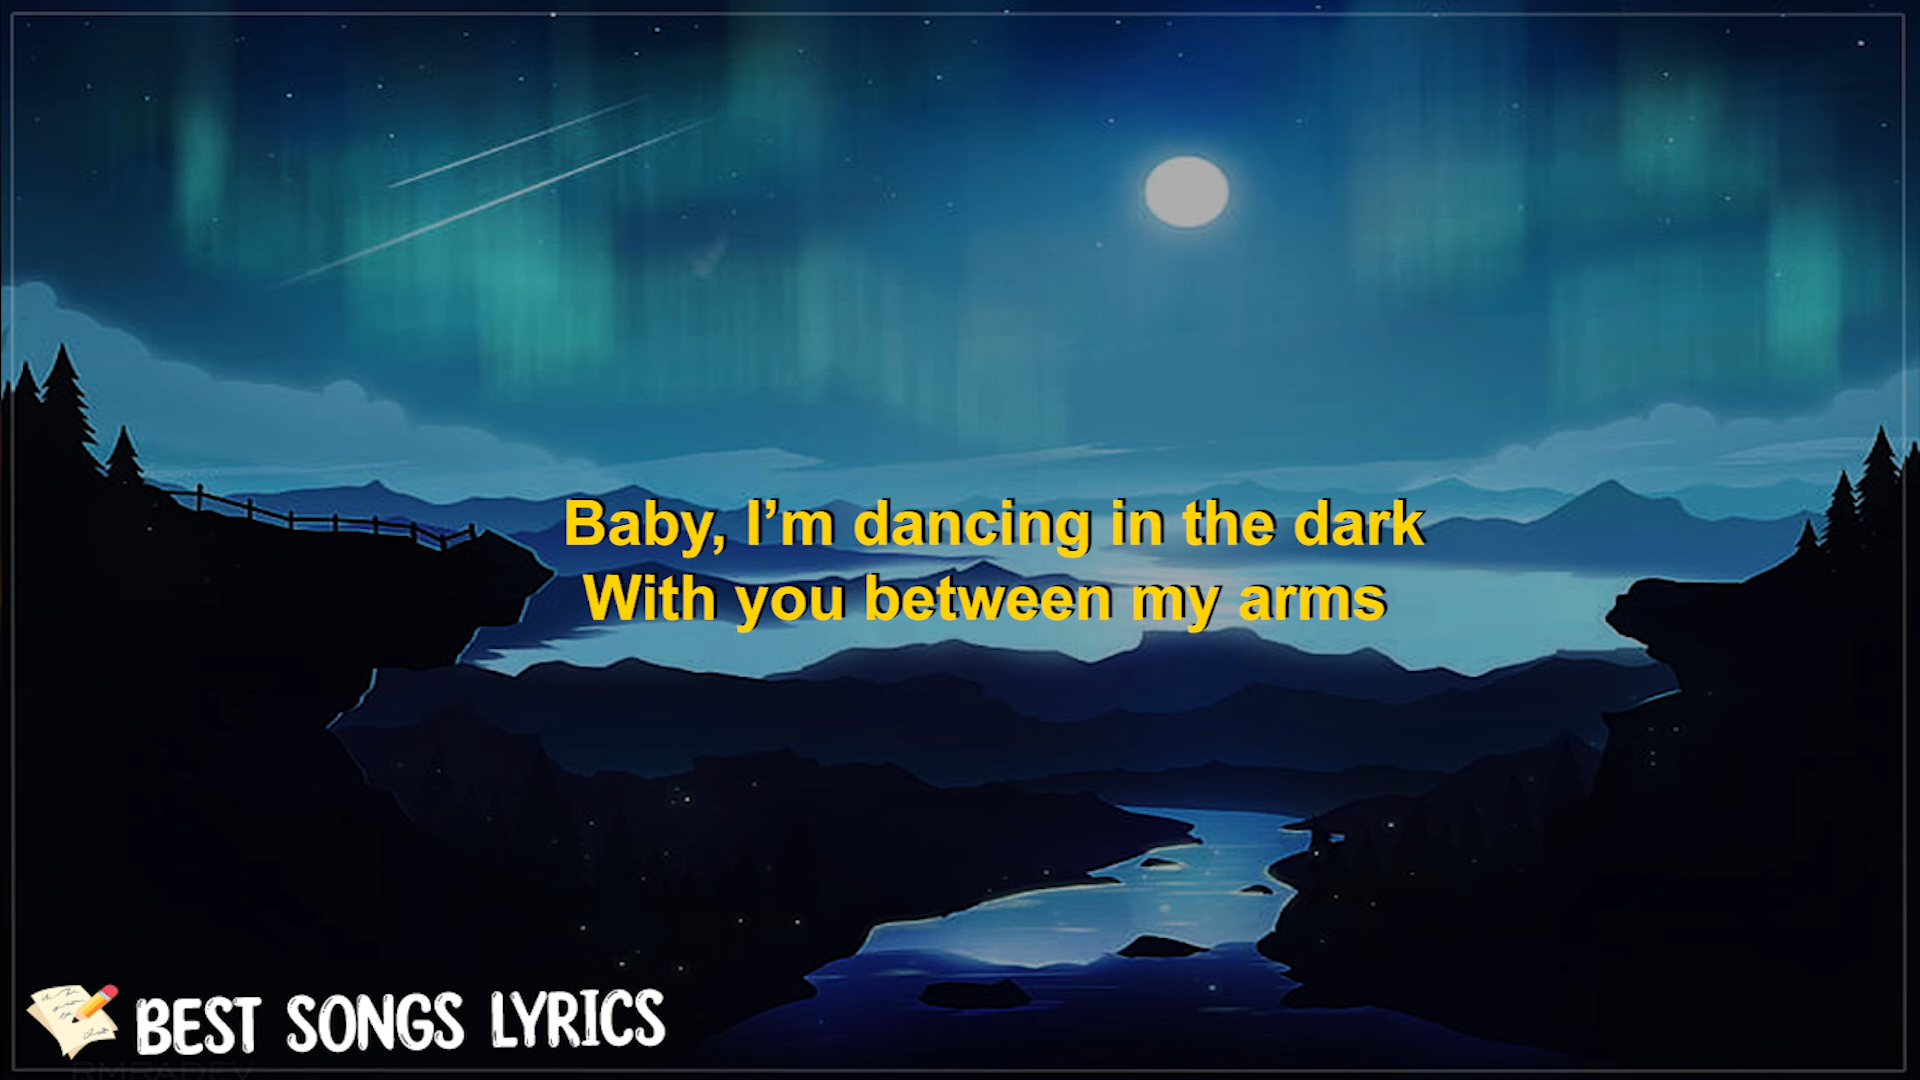 Baby, I’m dancing in the dark
With you between my arms
BEST SONGS LYRICS